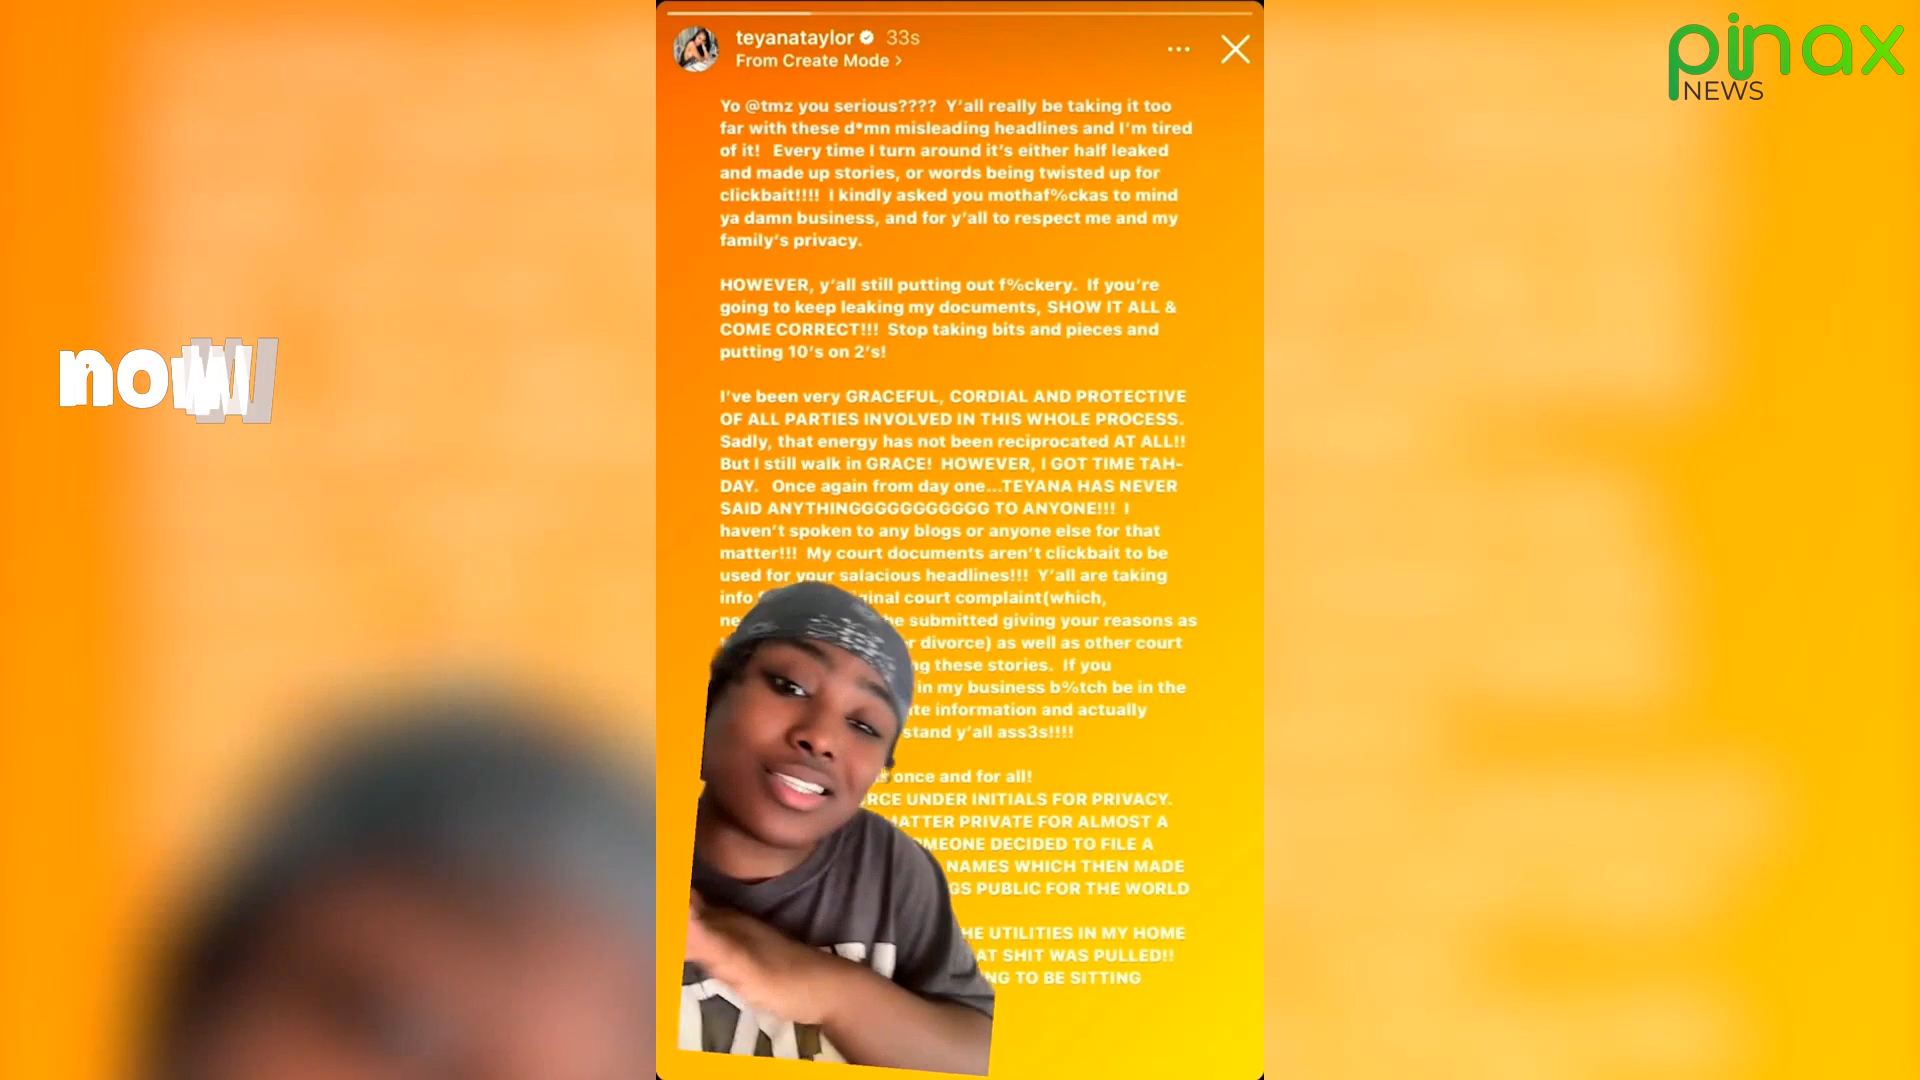 teyanataylor 33s
From Create Mode >
pinax
NEWS
Yo @tmz you serious????  Y'all really be taking it too
far with these d*mn misleading headlines and I'm tired
of it!   Every time I turn around it's either half leaked
and made up stories, or words being twisted up for
clickbait!!!!  I kindly asked you mothaf%ckas to mind
ya damn business, and for y'all to respect me and my
family's privacy.
HOWEVER, y'all still putting out f%ckery.  If you're
going to keep leaking my documents, SHOW IT ALL &
COME CORRECT!!!  Stop taking bits and pieces and
putting 10's on 2's!
now
I've been very GRACEFUL, CORDIAL AND PROTECTIVE
OF ALL PARTIES INVOLVED IN THIS WHOLE PROCESS.
Sadly, that energy has not been reciprocated AT ALL!!
But I still walk in GRACE!  HOWEVER, I GOT TIME TAH-
DAY.   Once again from day one...TEYANA HAS NEVER
SAID ANYTHINGGGGGGGGGGG TO ANYONE!!!  I
haven't spoken to any blogs or anyone else for that
matter!!!  My court documents aren't clickbait to be
used for your salacious headlines!!!  Y'all are taking
info court complaint(which,
submitted giving your reasons as
divorce) as well as other court
these stories.  If you
in my business b%tch be in the
information and actually
stand y'all ass3s!!!!
once and for all!
UNDER INITIALS FOR PRIVACY.
PRIVATE FOR ALMOST A
DECIDED TO FILE A
NAMES WHICH THEN MADE
PUBLIC FOR THE WORLD
UTILITIES IN MY HOME
SHIT WAS PULLED!!
TO BE SITTING